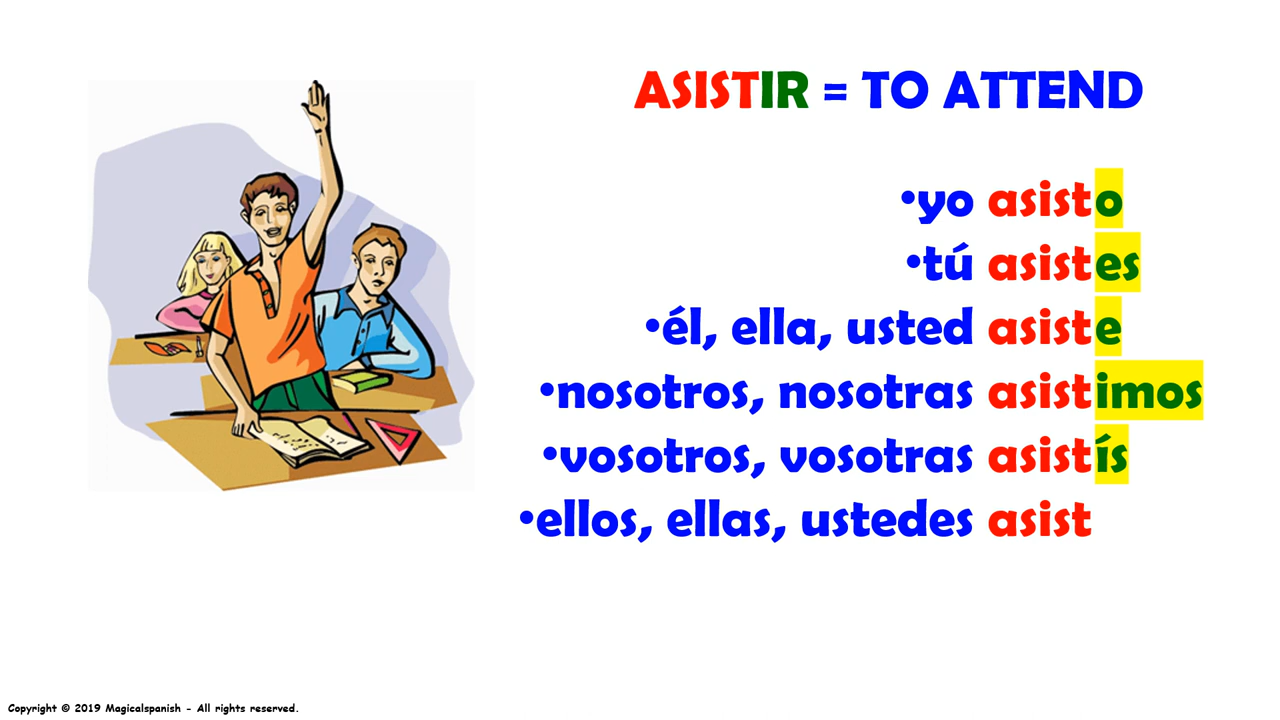 ASISTIR = TO ATTEND
•yo asisto
•tú asistes
•él, ella, usted asiste
•nosotros, nosotras asistimos
•vosotros, vosotras asistís
•ellos, ellas, ustedes asist
Copyright © 2019 Magicalspanish - All rights reserved.